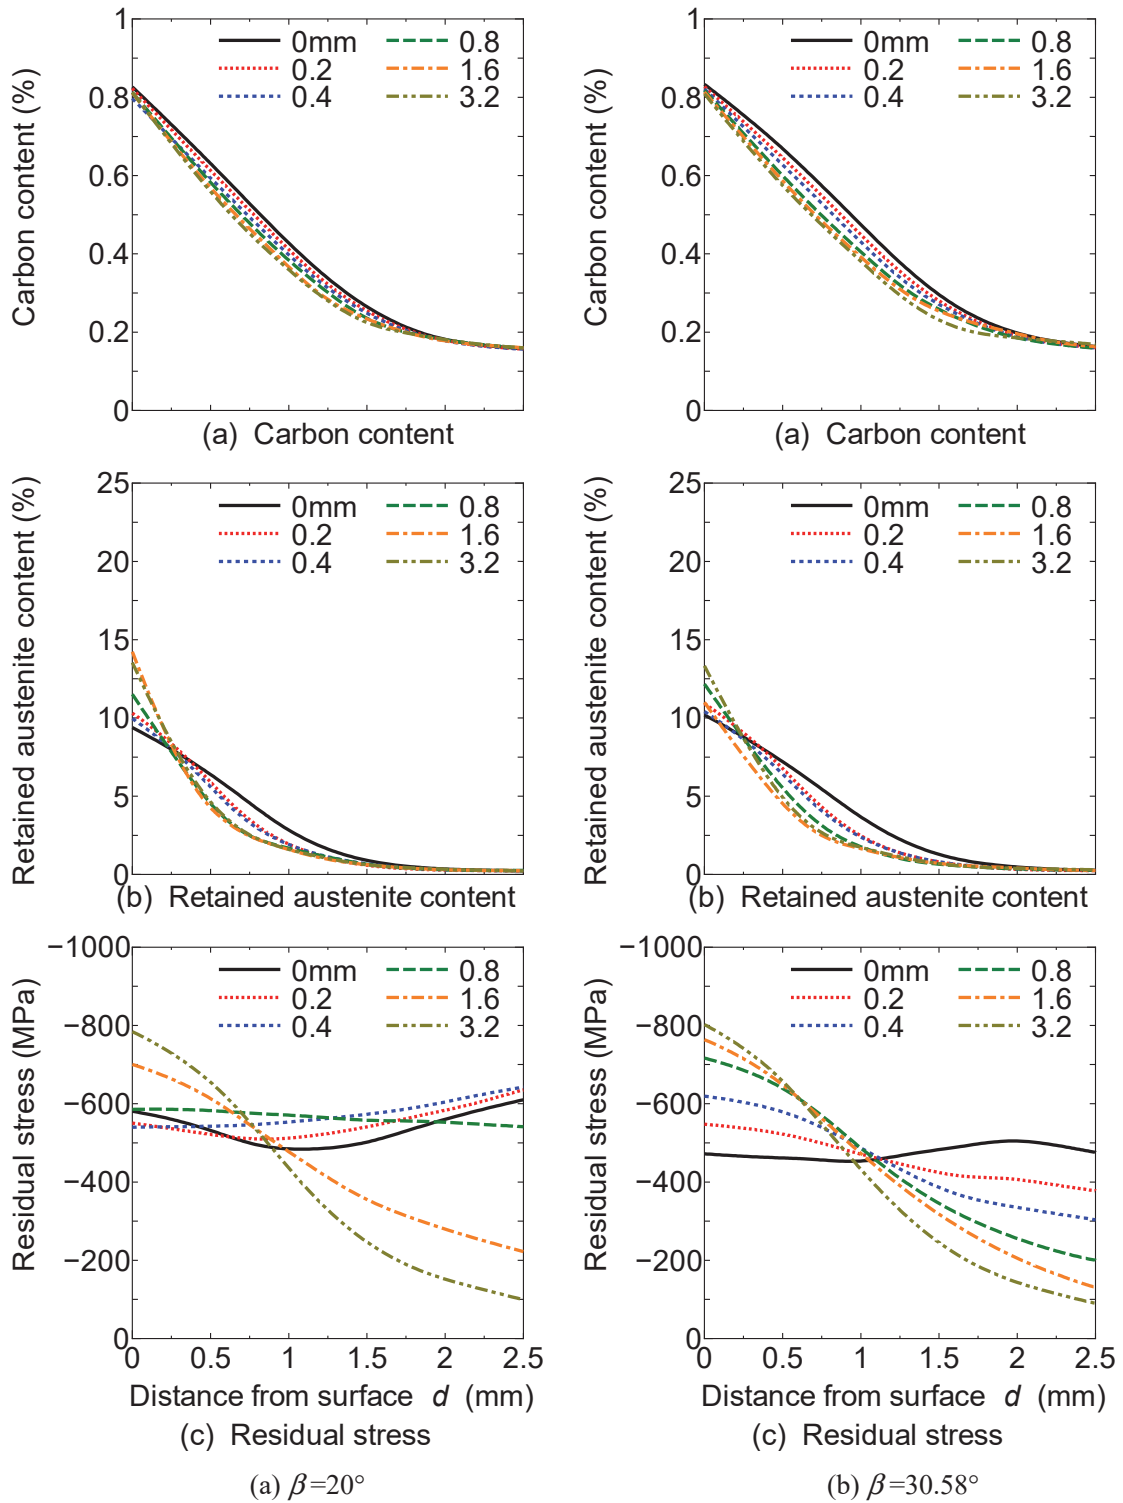 1
0.8
0.6
0.4
0.2
0
Carbon content (%)
0mm
0.2
0.4
0.8
1.6
3.2
(a) Carbon content
1
0.8
0.6
0.4
0.2
0
Carbon content (%)
0mm
0.2
0.4
0.8
1.6
3.2
(a) Carbon content
25
20
15
10
5
0
Retained austenite content (%)
0mm
0.2
0.4
0.8
1.6
3.2
(b) Retained austenite content
25
20
15
10
5
0
Retained austenite content (%)
0mm
0.2
0.4
0.8
1.6
3.2
(b) Retained austenite content
−1000
−800
−600
−400
−200
0
Residual stress (MPa)
0mm
0.2
0.4
0.8
1.6
3.2
0 0.5 1 1.5 2 2.5
Distance from surface d (mm)
(c) Residual stress
(a) β=20°
−1000
−800
−600
−400
−200
0
Residual stress (MPa)
0mm
0.2
0.4
0.8
1.6
3.2
0 0.5 1 1.5 2 2.5
Distance from surface d (mm)
(c) Residual stress
(b) β=30.58°